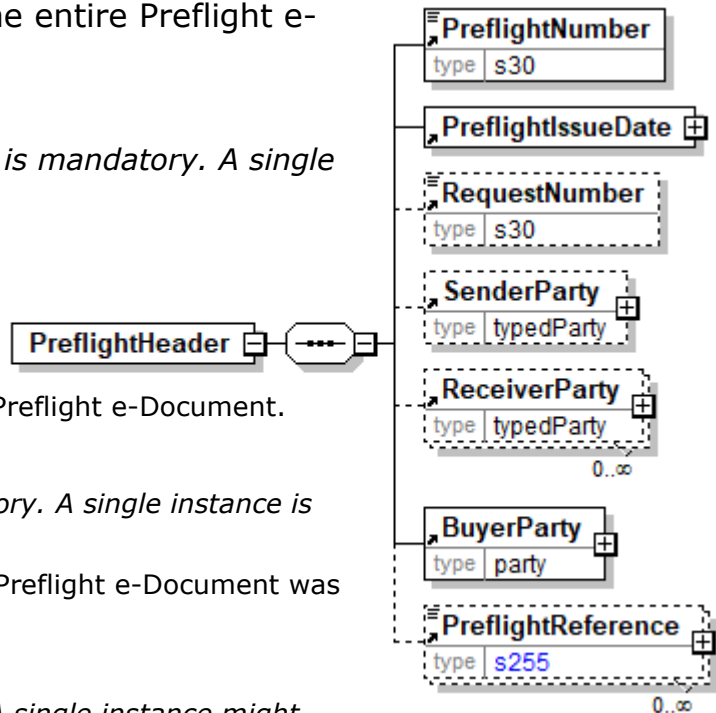 e entire Preflight e-
is mandatory. A single
Preflight e-Document.
ory. A single instance is
Preflight e-Document was
A single instance might
PreflightHeader
PreflightNumber
type s30
PreflightIssueDate
RequestNumber
type s30
SenderParty
type typedParty
ReceiverParty
type typedParty
0..∞
BuyerParty
type party
PreflightReference
type s255
0..∞